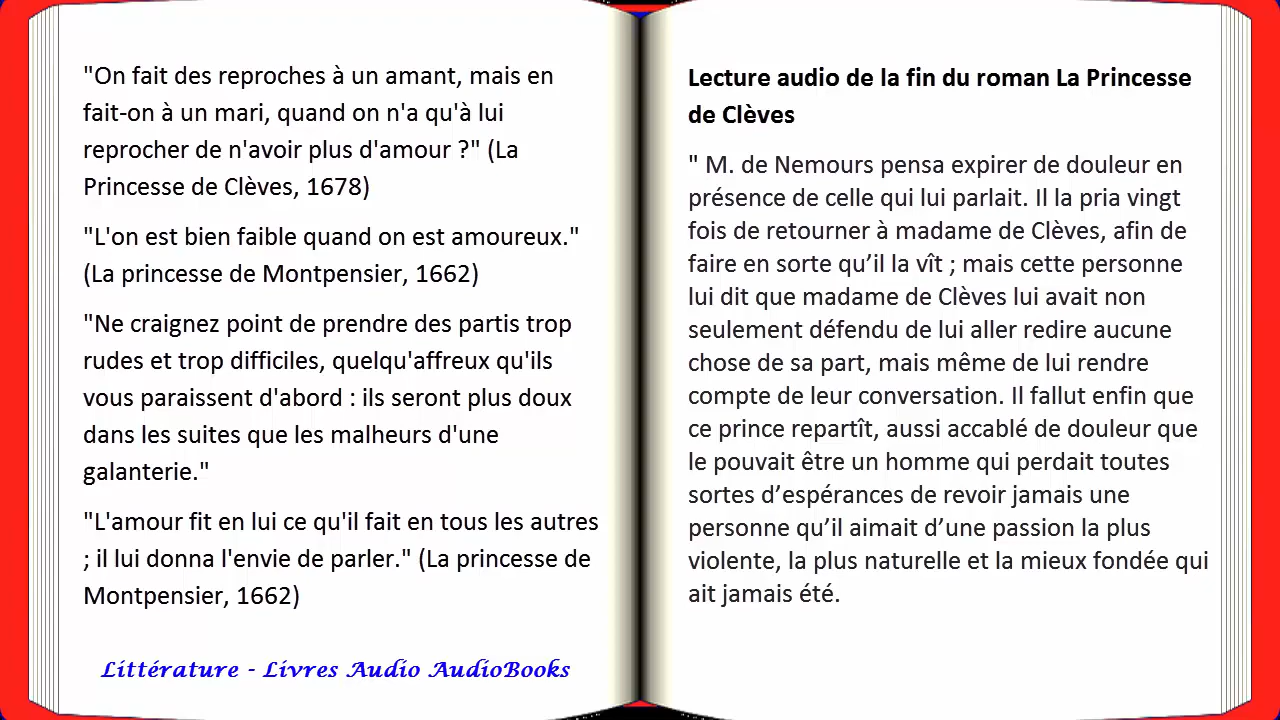 "On fait des reproches à un amant, mais en
fait-on à un mari, quand on n'a qu'à lui
reprocher de n'avoir plus d'amour ?" (La
Princesse de Clèves, 1678)
"L'on est bien faible quand on est amoureux."
(La princesse de Montpensier, 1662)
"Ne craignez point de prendre des partis trop
rudes et trop difficiles, quelqu'affreux qu'ils
vous paraissent d'abord : ils seront plus doux
dans les suites que les malheurs d'une
galanterie."
"L'amour fit en lui ce qu'il fait en tous les autres
; il lui donna l'envie de parler." (La princesse de
Montpensier, 1662)
Littérature - Livres Audio AudioBooks
Lecture audio de la fin du roman La Princesse
de Clèves
" M. de Nemours pensa expirer de douleur en
présence de celle qui lui parlait. Il la pria vingt
fois de retourner à madame de Clèves, afin de
faire en sorte qu’il la vît ; mais cette personne
lui dit que madame de Clèves lui avait non
seulement défendu de lui aller redire aucune
chose de sa part, mais même de lui rendre
compte de leur conversation. Il fallut enfin que
ce prince repartît, aussi accablé de douleur que
le pouvait être un homme qui perdait toutes
sortes d’espérances de revoir jamais une
personne qu’il aimait d’une passion la plus
violente, la plus naturelle et la mieux fondée qui
ait jamais été.